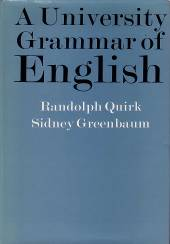 A University
Grammar of
English
Randolph Quirk
Sidney Greenbaum